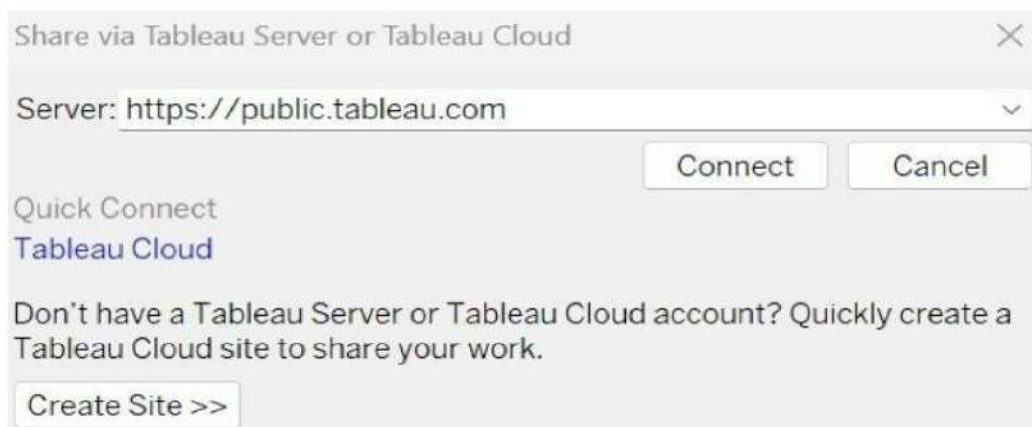 Share via Tableau Server or Tableau Cloud
Server: https://public.tableau.com
Connect Cancel
Quick Connect
Tableau Cloud
Don't have a Tableau Server or Tableau Cloud account? Quickly create a
Tableau Cloud site to share your work.
Create Site >>